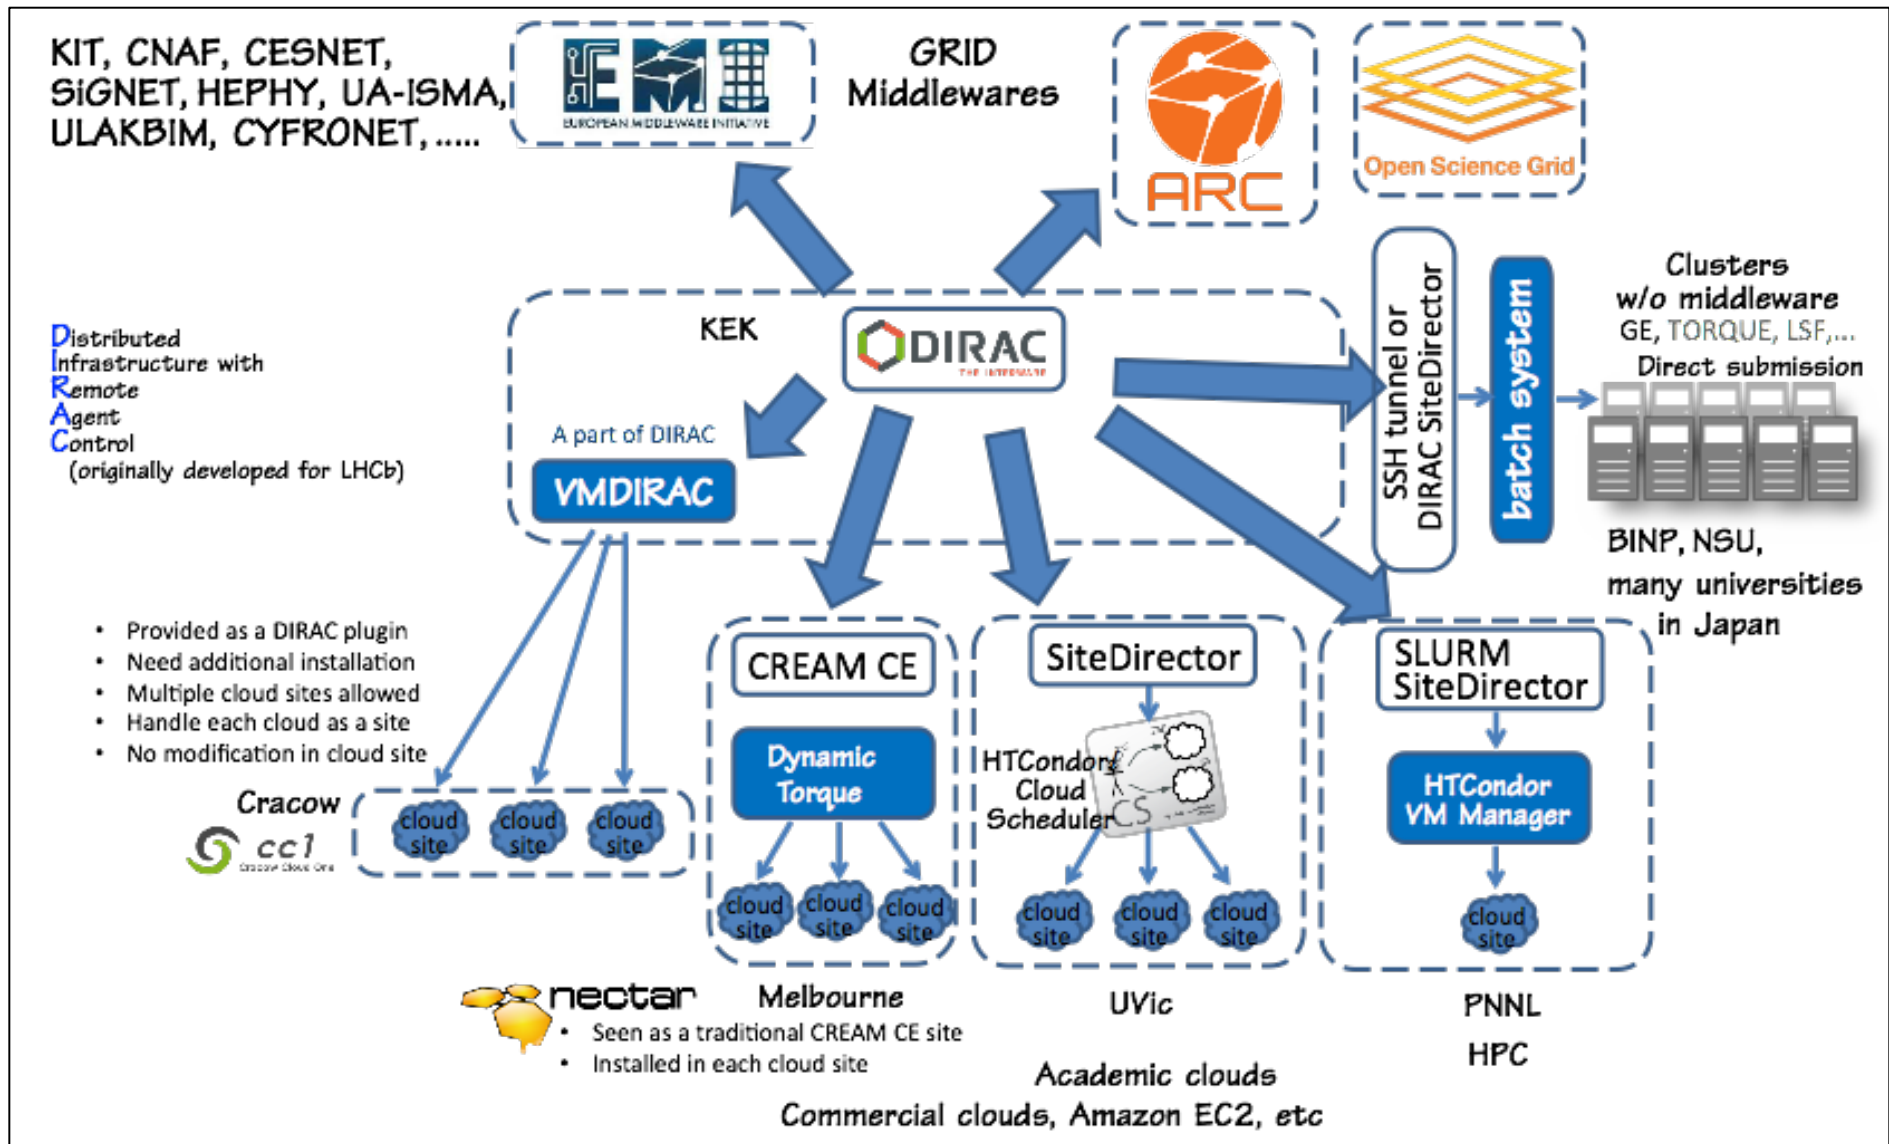 KIT, CNAF, CESNET,
SiGNET, HEPHY, UA-ISMA,
ULAKBIM, CYFRONET, .....
EMI
EUROPEAN MIDDLEWARE INITIATIVE
GRID
Middlewares
ARC
Open Science Grid
Distributed
Infrastructure with
Remote
Agent
Control
(originally developed for LHCb)
KEK
DIRAC
THE INTERWARE
A part of DIRAC
VMDIRAC
SSH tunnel or
DIRAC SiteDirector
batch system
Clusters
w/o middleware
GE, TORQUE, LSF,...
Direct submission
BINP, NSU,
many universities
in Japan
• Provided as a DIRAC plugin
• Need additional installation
• Multiple cloud sites allowed
• Handle each cloud as a site
• No modification in cloud site
Cracow
cc1
Cracow Cloud One
cloud
site
cloud
site
cloud
site
CREAM CE
Dynamic
Torque
cloud
site
cloud
site
cloud
site
SiteDirector
HTCondor/
Cloud
Scheduler
CS
cloud
site
cloud
site
cloud
site
SLURM
SiteDirector
HTCondor
VM Manager
cloud
site
nectar
Melbourne
• Seen as a traditional CREAM CE site
• Installed in each cloud site
UVic
PNNL
HPC
Academic clouds
Commercial clouds, Amazon EC2, etc